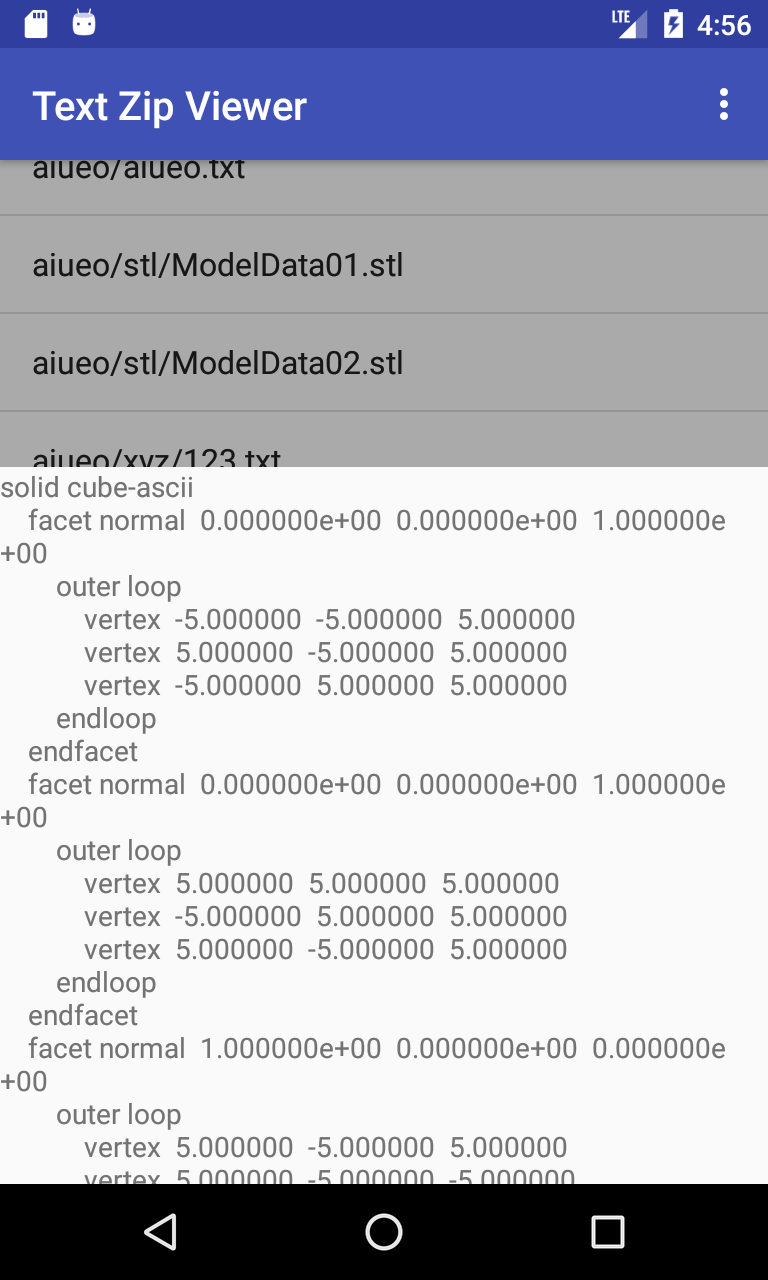 LTE 4:56
Text Zip Viewer
aiueo/aiueo.txt
aiueo/stl/ModelData01.stl
aiueo/stl/ModelData02.stl
aiueo/xyz/123.txt
solid cube-ascii
facet normal 0.000000e+00 0.000000e+00 1.000000e
+00
outer loop
vertex -5.000000 -5.000000 5.000000
vertex 5.000000 -5.000000 5.000000
vertex -5.000000 5.000000 5.000000
endloop
endfacet
facet normal 0.000000e+00 0.000000e+00 1.000000e
+00
outer loop
vertex 5.000000 5.000000 5.000000
vertex -5.000000 5.000000 5.000000
vertex 5.000000 -5.000000 5.000000
endloop
endfacet
facet normal 1.000000e+00 0.000000e+00 0.000000e
+00
outer loop
vertex 5.000000 -5.000000 5.000000
vertex 5.000000 -5.000000 -5.000000